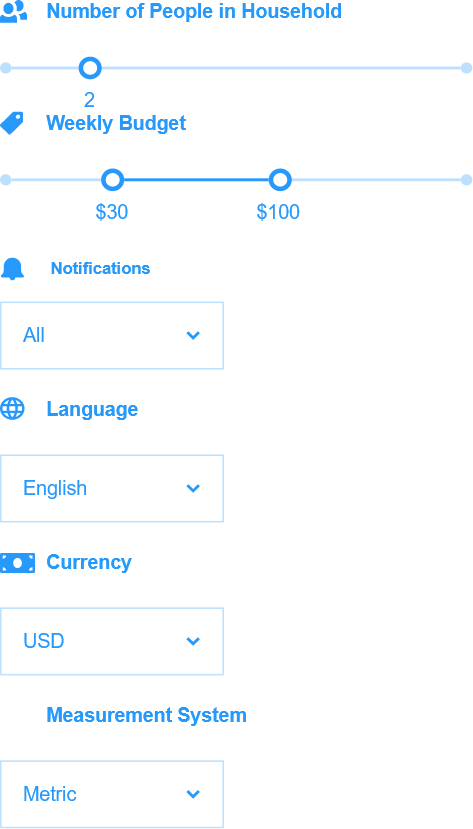 Number of People in Household
2
Weekly Budget
$30 $100
Notifications
All
Language
English
Currency
USD
Measurement System
Metric